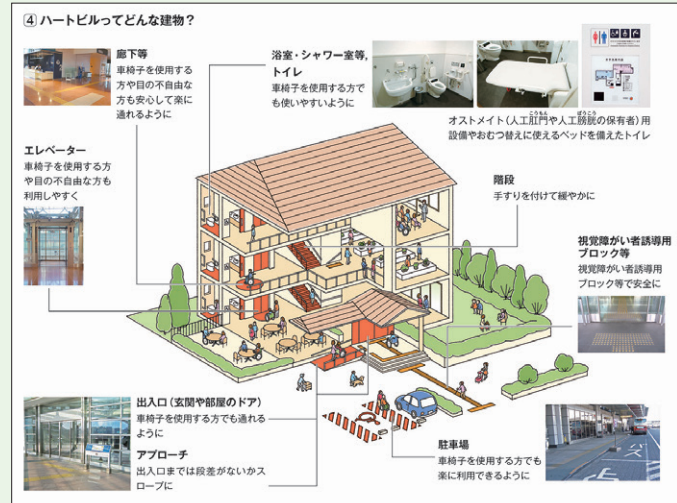 ④ハートビルってどんな建物？
廊下等
車椅子を使用する
方や目の不自由な
方も安心して楽に
通れるように
浴室・シャワー室等,
トイレ
車椅子を使用する方で
も使いやすいように
こうもん
ぼうこう
オストメイト（人工肛門や人工膀胱の保有者）用
設備やおむつ替えに使えるベッドを備えたトイレ
エレベーター
車椅子を使用する方
や目の不自由な方も
利用しやすく
階段
手すりを付けて緩やかに
視覚障がい者誘導用
ブロック等
視覚障がい者誘導用
ブロック等で安全に
出入口（玄関や部屋のドア）
車椅子を使用する方でも通れる
ように
アプローチ
出入口までは段差がないかス
ロープに
駐車場
車椅子を使用する方でも
楽に利用できるように
バス